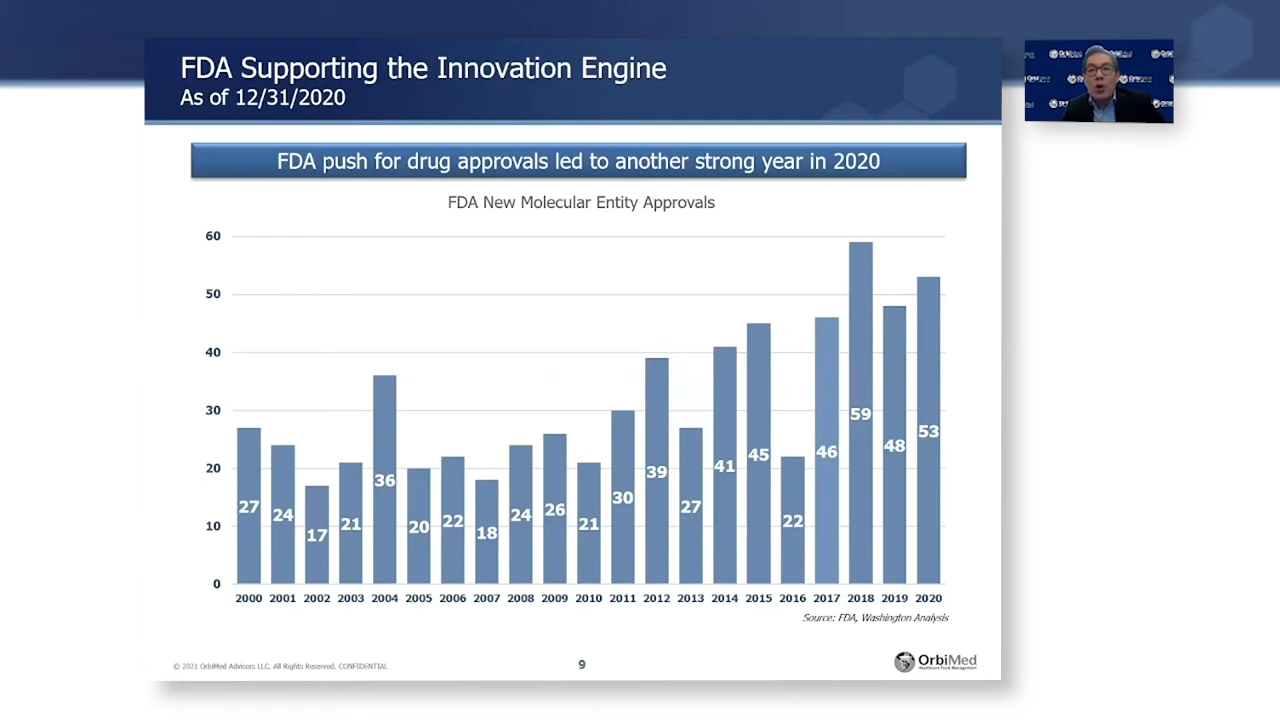 FDA Supporting the Innovation Engine
As of 12/31/2020
FDA push for drug approvals led to another strong year in 2020
FDA New Molecular Entity Approvals
60
50
40
30
20
10
0
27 24 17 21 36 20 22 18 24 26 21 30 39 27 41 45 22 46 59 48 53
2000 2001 2002 2003 2004 2005 2006 2007 2008 2009 2010 2011 2012 2013 2014 2015 2016 2017 2018 2019 2020
Source: FDA, Washington Analysis
© 2021 OrbiMed Advisors LLC. All Rights Reserved. CONFIDENTIAL
9
OrbiMed
Healthcare Fund Management